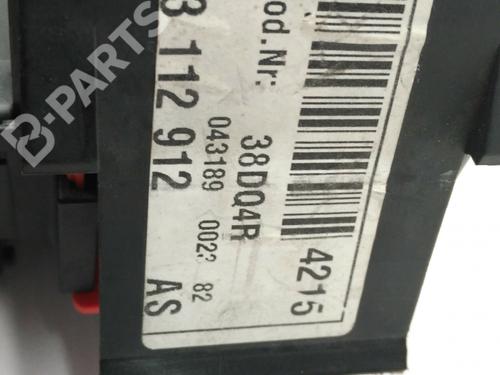 B-PARTS
od.Nr:
4215
38DQ4R
043189 0023 82
3 112 912 AS